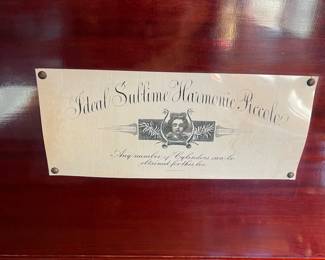 Ideal Sublime Harmonie Piccolo
Any number of Cylinders can be
obtained for this box